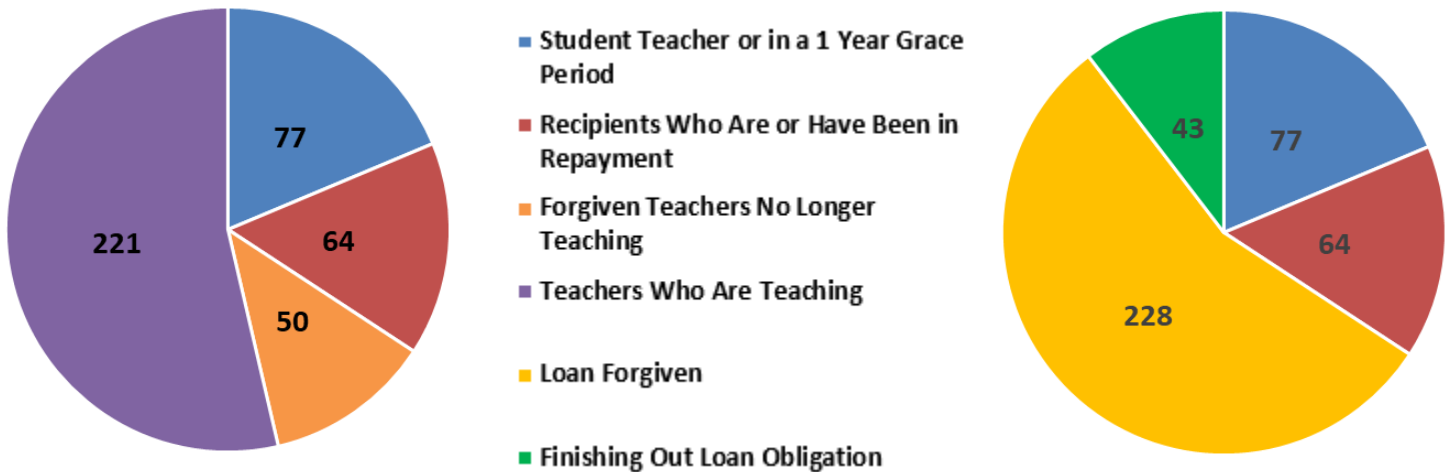 77
64
50
221
Student Teacher or in a 1 Year Grace
Period
Recipients Who Are or Have Been in
Repayment
Forgiven Teachers No Longer
Teaching
Teachers Who Are Teaching
Loan Forgiven
Finishing Out Loan Obligation
43
77
64
228